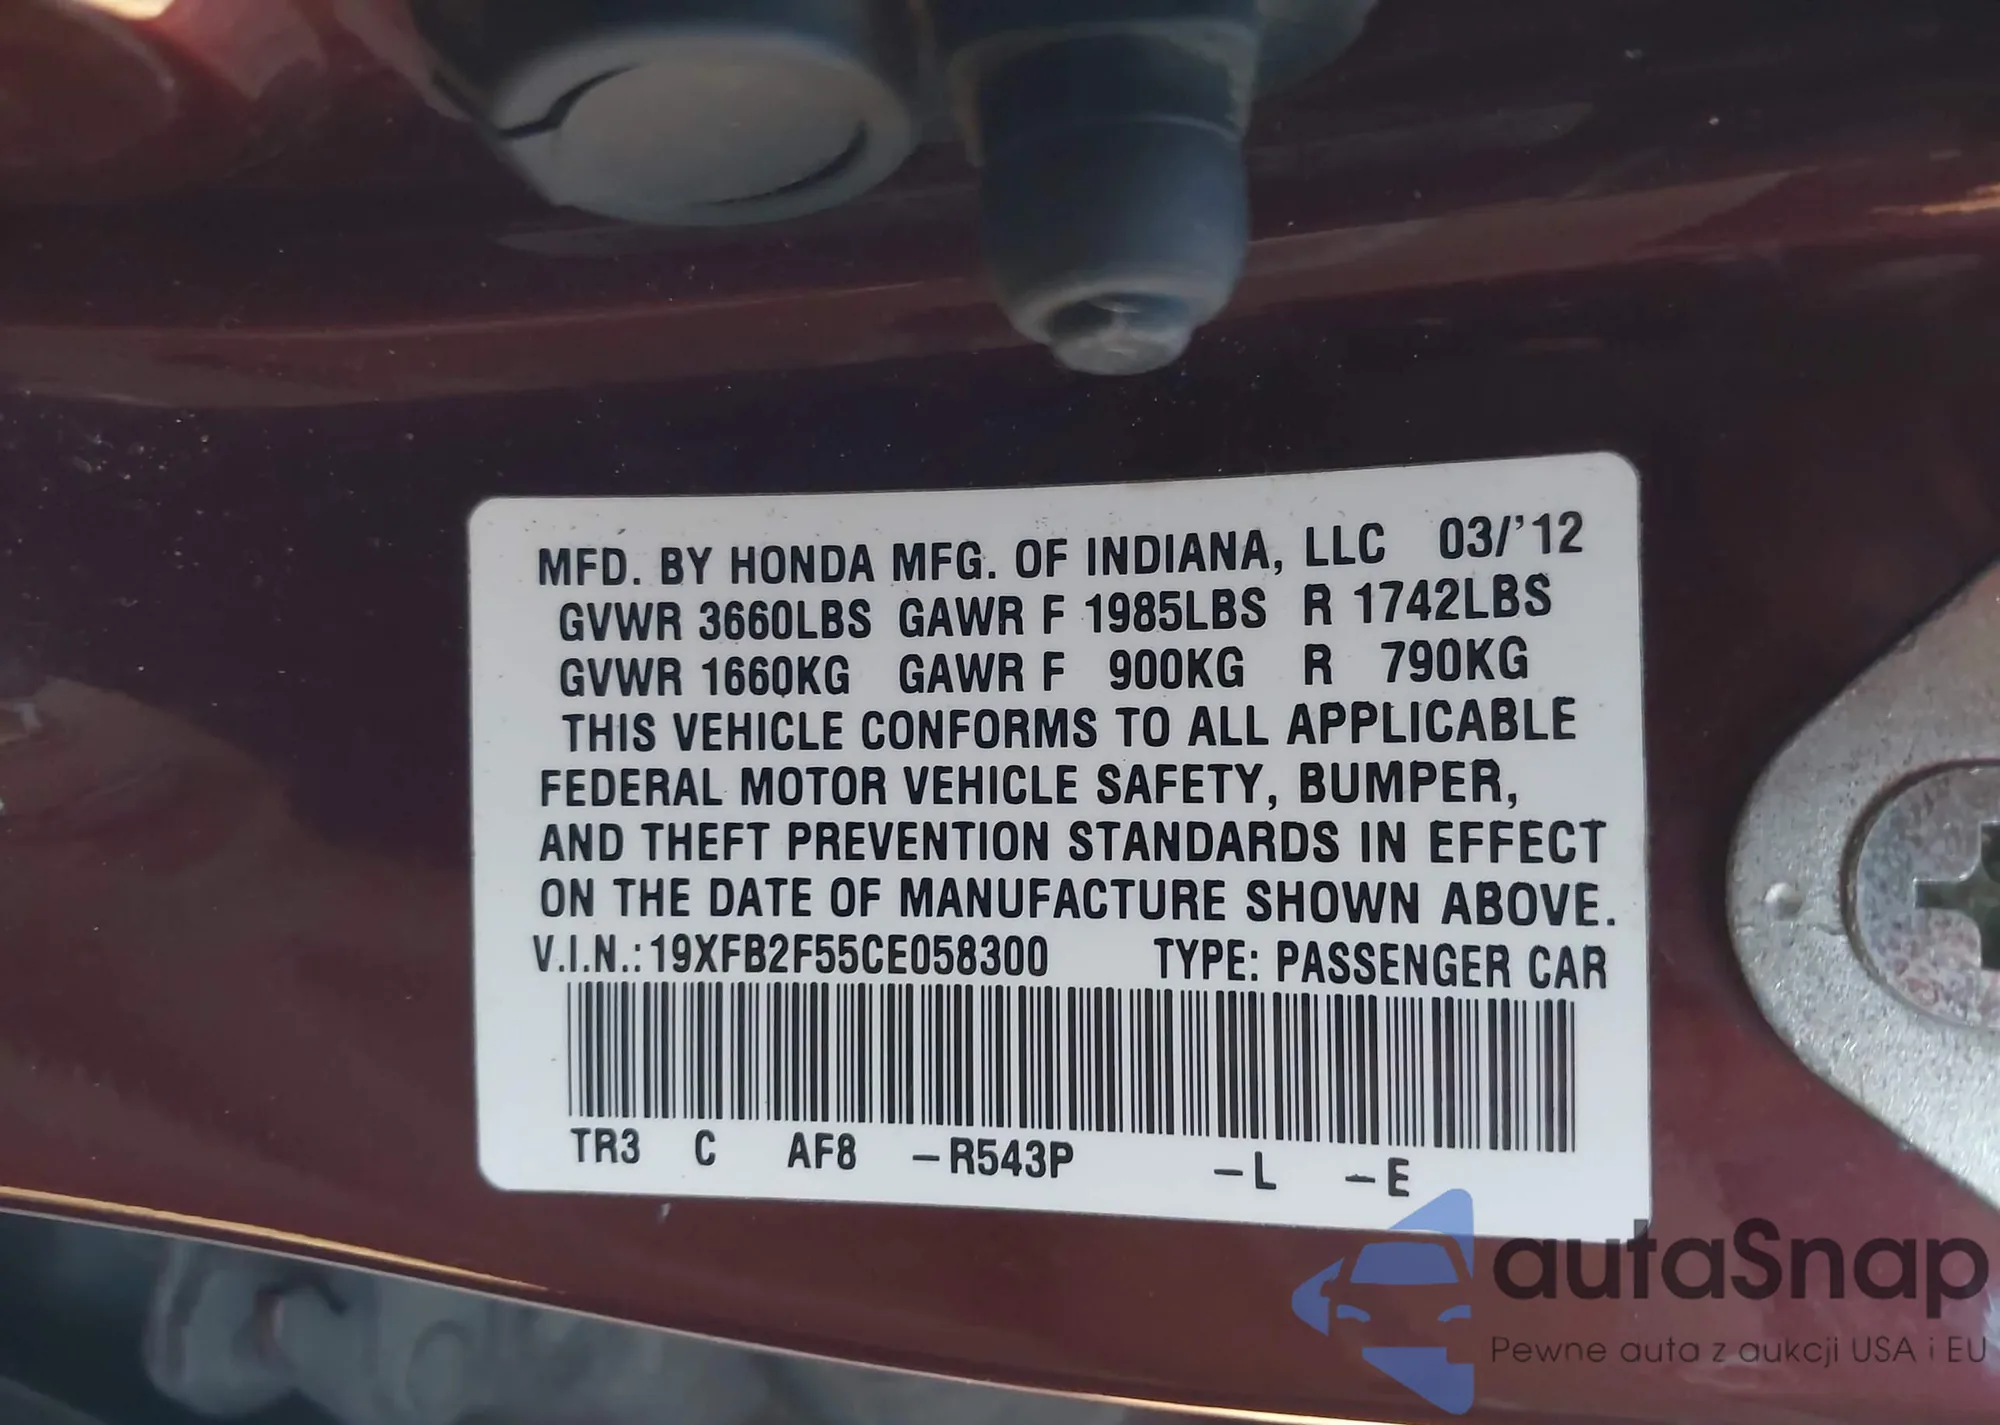 MFD. BY HONDA MFG. OF INDIANA, LLC 03/'12
GVWR 3660LBS GAWR F 1985LBS R 1742LBS
GVWR 1660KG GAWR F 900KG R 790KG
THIS VEHICLE CONFORMS TO ALL APPLICABLE
FEDERAL MOTOR VEHICLE SAFETY, BUMPER,
AND THEFT PREVENTION STANDARDS IN EFFECT
ON THE DATE OF MANUFACTURE SHOWN ABOVE.
V.I.N.: 19XFB2F55CE058300 TYPE: PASSENGER CAR
TR3 C AF8 –R543P –L –E
autaSnap
Pewne auta z aukcji USA i EU